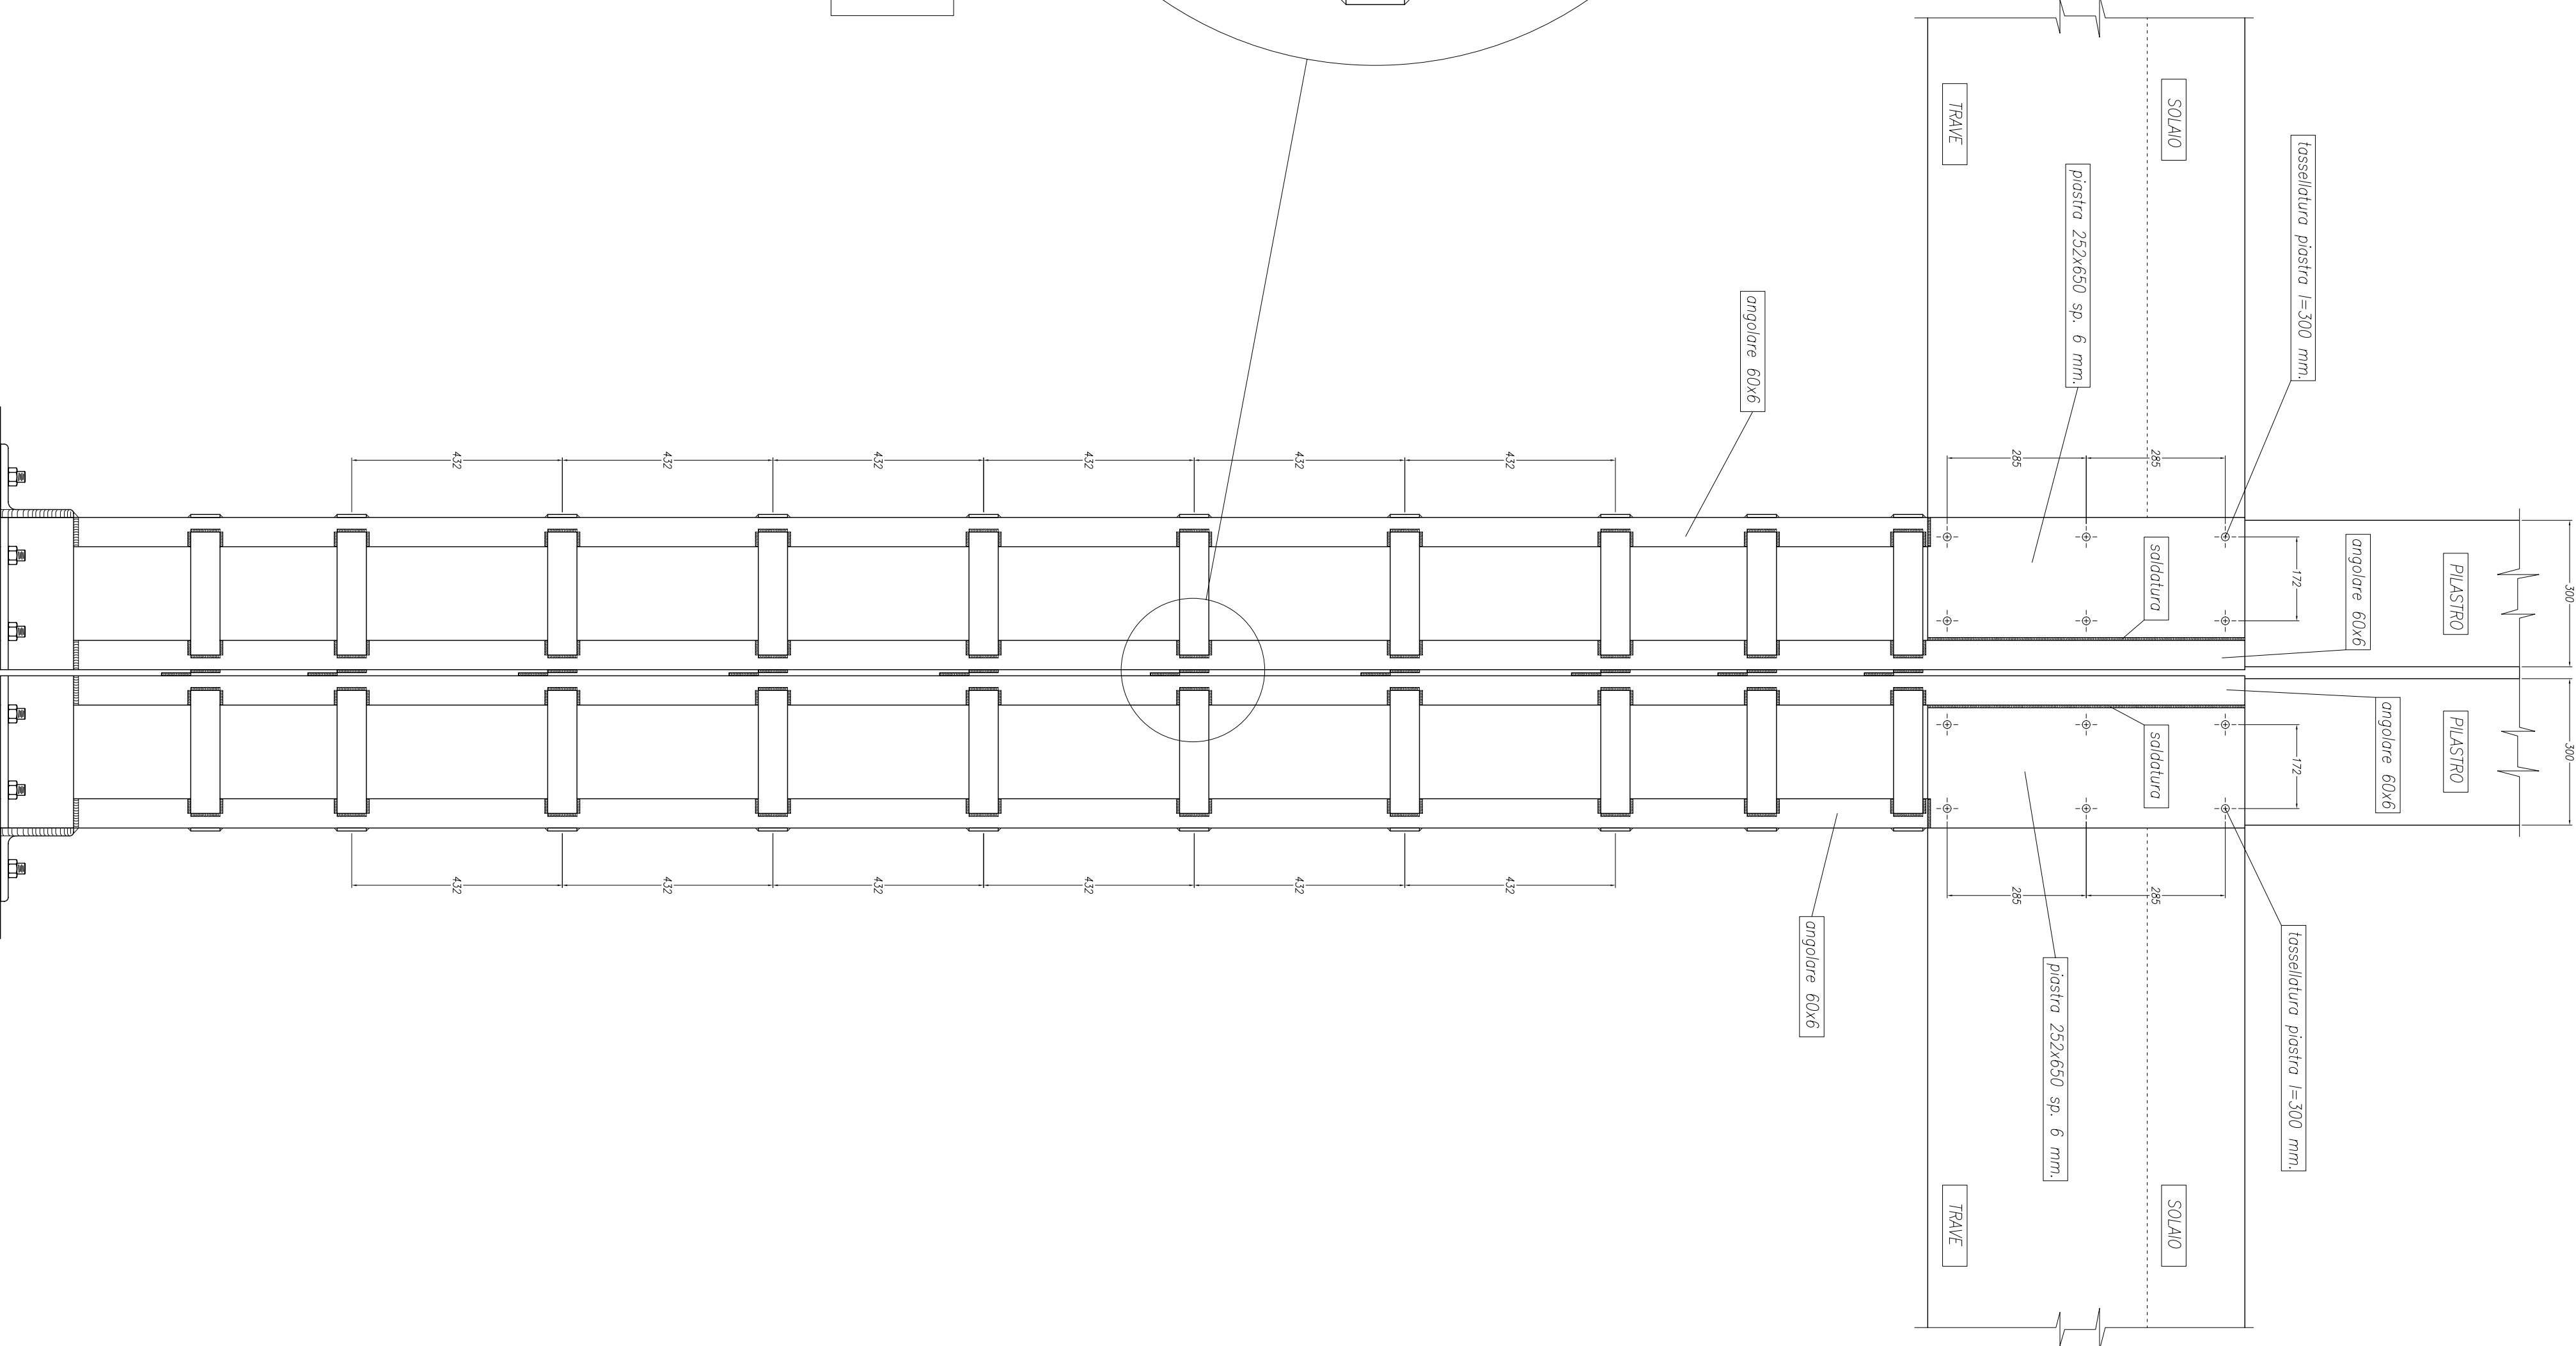 300
300
PILASTRO
PILASTRO
angolare 60x6
angolare 60x6
tassellatura piastra l=300 mm.
tassellatura piastra l=300 mm.
172
172
SOLAIO
SOLAIO
saldatura
saldatura
285
285
piastra 252x650 sp. 6 mm.
piastra 252x650 sp. 6 mm.
285
285
TRAVE
TRAVE
angolare 60x6
angolare 60x6
432
432
432
432
432
432
432
432
432
432
432
432